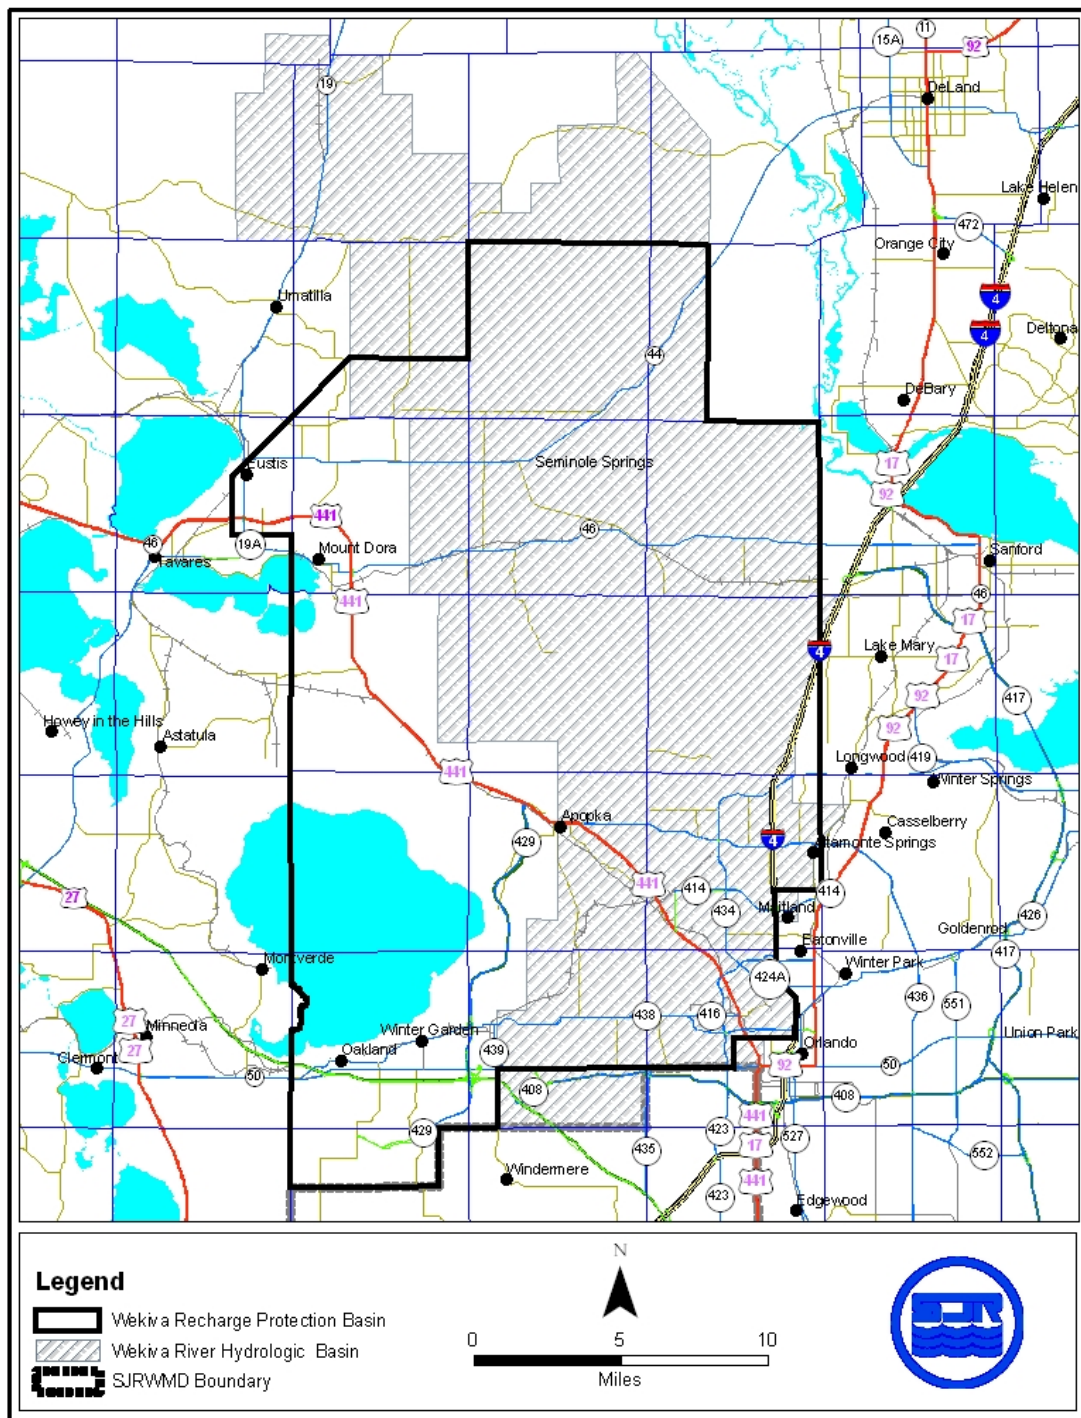 11
15A
92
19
DeLand
Lake Helen
472
Orange City
4
Umatilla
4
Deltona
44
DeBary
Eustis
Seminole Springs
17
92
441
46
46
19A
Mount Dora
Tavares
Sanford
441
46
17
Lake Mary
4
17
92
417
Howey in the Hills
Astatula
92
441
Longwood
419
Winter Springs
Apopka
Casselberry
429
4
Altamonte Springs
441
414
414
27
434
Maitland
426
Goldenrod
Eatonville
417
Montverde
424A
Winter Park
436
551
27
Minneola
438
416
Union Park
Winter Garden
27
439
Orlando
Clermont
Oakland
92
50
50
408
408
441
429
423
17
527
435
552
Windermere
441
423
Edgewood
Legend
Wekiva Recharge Protection Basin
Wekiva River Hydrologic Basin
SJRWMD Boundary
N
0 5 10
Miles
SJR